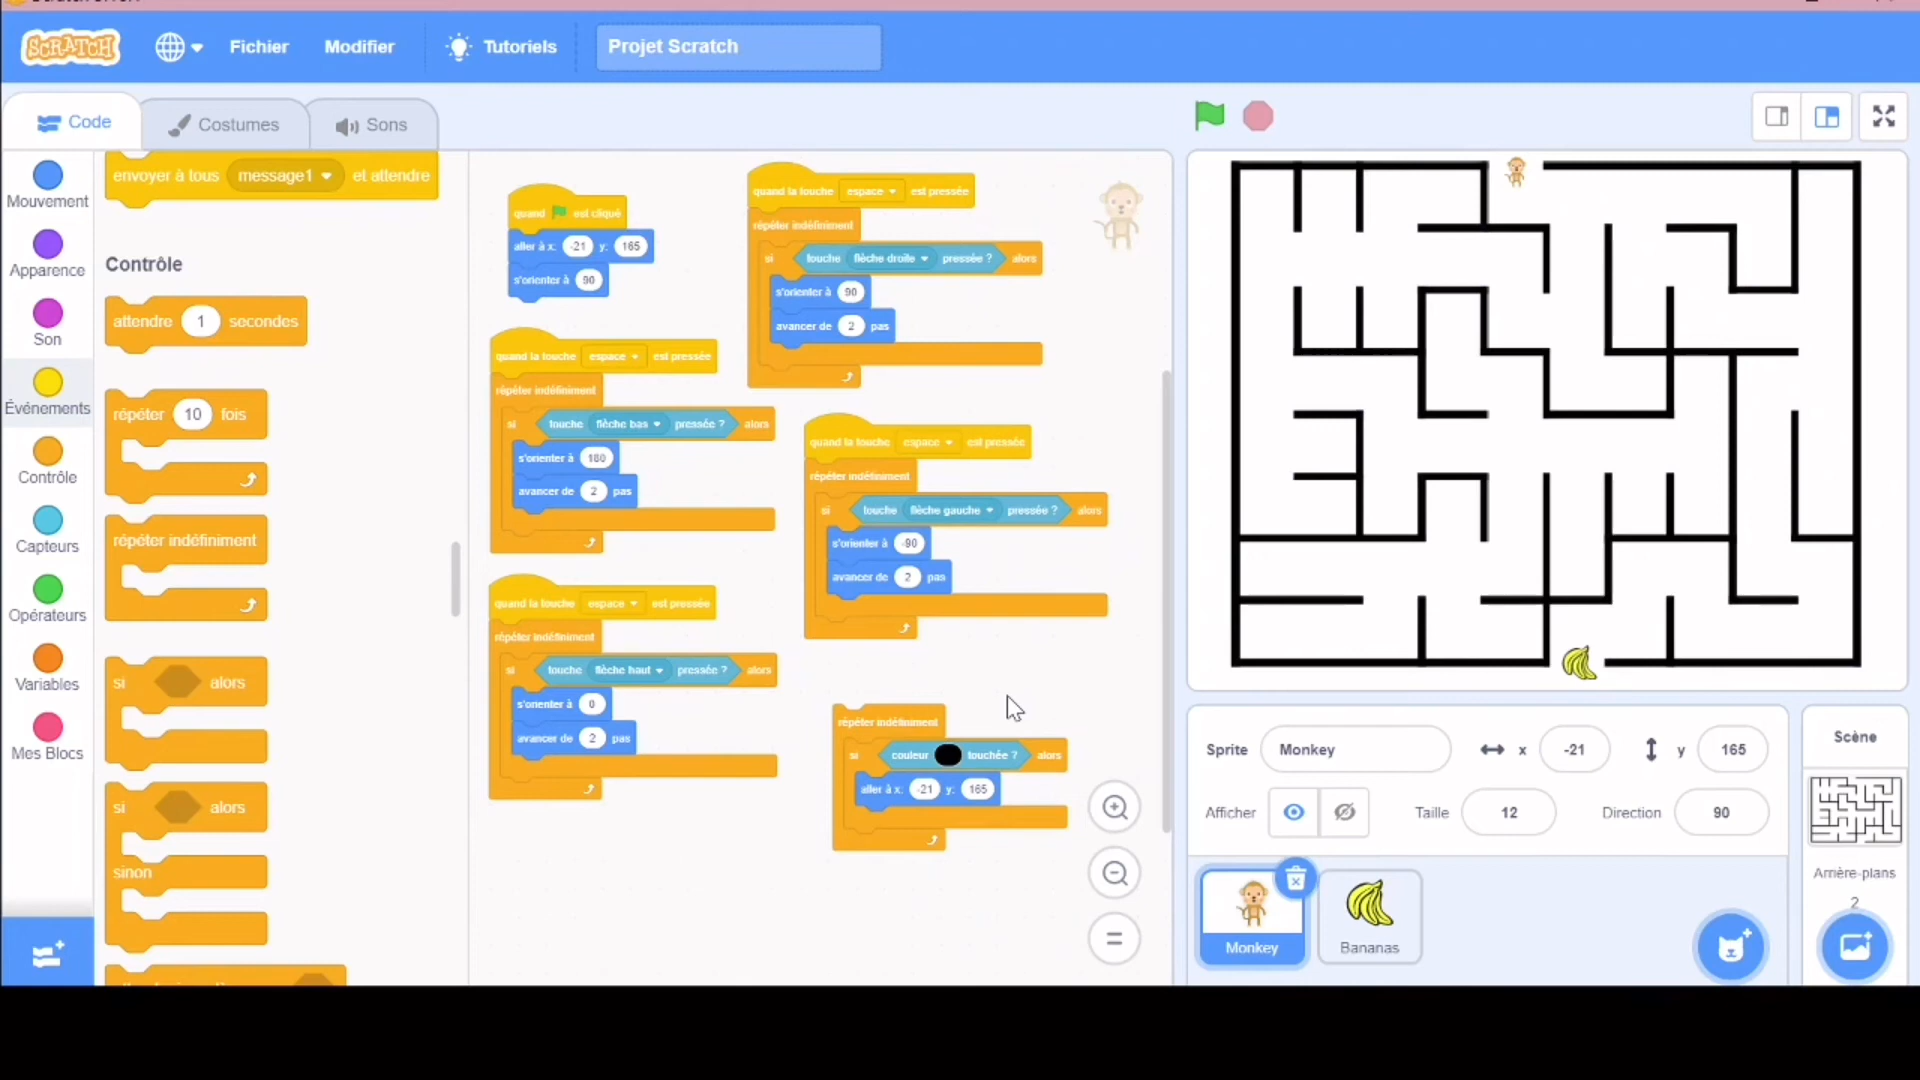 SCRATCH
Fichier
Modifier
Tutoriels
Projet Scratch
Code
Costumes
Sons
Mouvement
Apparence
Son
Événements
Contrôle
Capteurs
Opérateurs
Variables
Mes Blocs
envoyer à tous message1 et attendre
Contrôle
attendre 1 secondes
répéter 10 fois
répéter indéfiniment
si alors
si alors
sinon
quand est cliqué
aller à x: -21 y: 165
s'orienter à 90
quand la touche espace est pressée
répéter indéfiniment
si touche flèche bas pressée ? alors
s'orienter à 180
avancer de 2 pas
quand la touche espace est pressée
répéter indéfiniment
si touche flèche haut pressée ? alors
s'orienter à 0
avancer de 2 pas
quand la touche espace est pressée
répéter indéfiniment
si touche flèche droite pressée ? alors
s'orienter à 90
avancer de 2 pas
quand la touche espace est pressée
répéter indéfiniment
si touche flèche gauche pressée ? alors
s'orienter à -90
avancer de 2 pas
répéter indéfiniment
si couleur touchée ? alors
aller à x: -21 y: 165
Sprite Monkey x -21 y 165
Afficher Taille 12 Direction 90
Monkey
Bananas
Scène
Arrière-plans
2